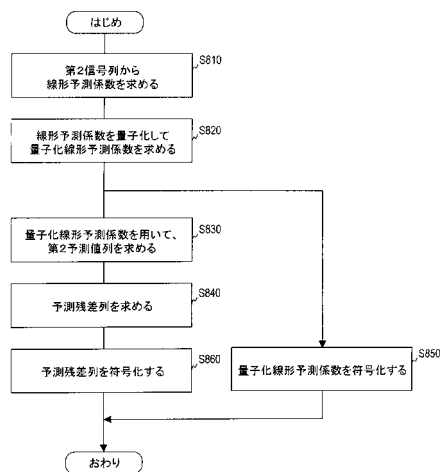 はじめ
第2信号列から
線形予測係数を求める
S810
線形予測係数を量子化して
量子化線形予測係数を求める
S820
量子化線形予測係数を用いて、
第2予測値列を求める
S830
予測残差列を求める
S840
予測残差列を符号化する
S860
量子化線形予測係数を符号化する
S850
おわり